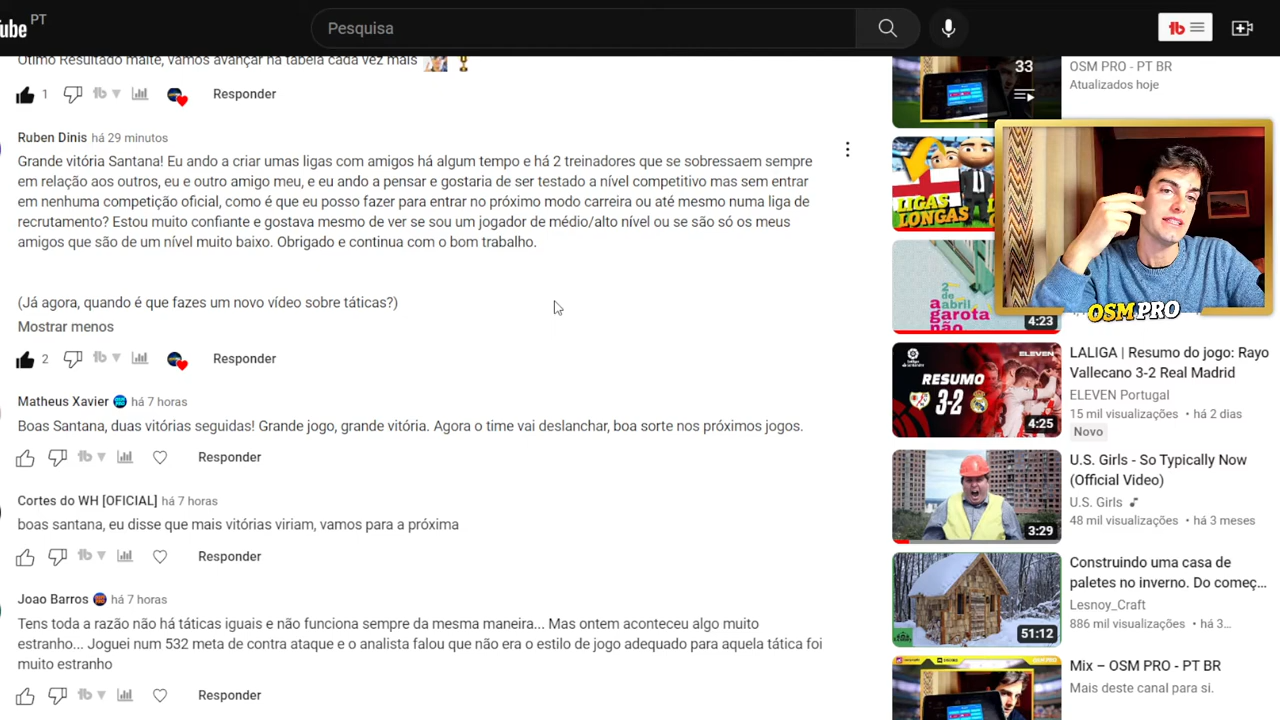 Tube PT
Pesquisa
Ótimo Resultado maite, vamos avançar na tabela cada vez mais
1 Responder
Ruben Dinis há 29 minutos
Grande vitória Santana! Eu ando a criar umas ligas com amigos há algum tempo e há 2 treinadores que se sobressaem sempre
em relação aos outros, eu e outro amigo meu, e eu ando a pensar e gostaria de ser testado a nível competitivo mas sem entrar
em nenhuma competição oficial, como é que eu posso fazer para entrar no próximo modo carreira ou até mesmo numa liga de
recrutamento? Estou muito confiante e gostava mesmo de ver se sou um jogador de médio/alto nível ou se são só os meus
amigos que são de um nível muito baixo. Obrigado e continua com o bom trabalho.
(Já agora, quando é que fazes um novo vídeo sobre táticas?)
Mostrar menos
2 Responder
Matheus Xavier há 7 horas
Boas Santana, duas vitórias seguidas! Grande jogo, grande vitória. Agora o time vai deslanchar, boa sorte nos próximos jogos.
Responder
Cortes do WH [OFICIAL] há 7 horas
boas santana, eu disse que mais vitórias viriam, vamos para a próxima
Responder
Joao Barros há 7 horas
Tens toda a razão não há táticas iguais e não funciona sempre da mesma maneira... Mas ontem aconteceu algo muito
estranho... Joguei num 532 meta de contra ataque e o analista falou que não era o estilo de jogo adequado para aquela tática foi
muito estranho
Responder
33
OSM PRO - PT BR
Atualizados hoje
LIGAS
LONGAS
OSM PRO
2
de
abril
a
garota
não
4:23
ELEVEN
RESUMO
3-2
4:25
LALIGA | Resumo do jogo: Rayo
Vallecano 3-2 Real Madrid
ELEVEN Portugal
15 mil visualizações • há 2 dias
Novo
3:29
U.S. Girls - So Typically Now
(Official Video)
U.S. Girls
48 mil visualizações • há 3 meses
51:12
Construindo uma casa de
paletes no inverno. Do começ...
Lesnoy_Craft
886 mil visualizações • há 3...
Mix – OSM PRO - PT BR
Mais deste canal para si.